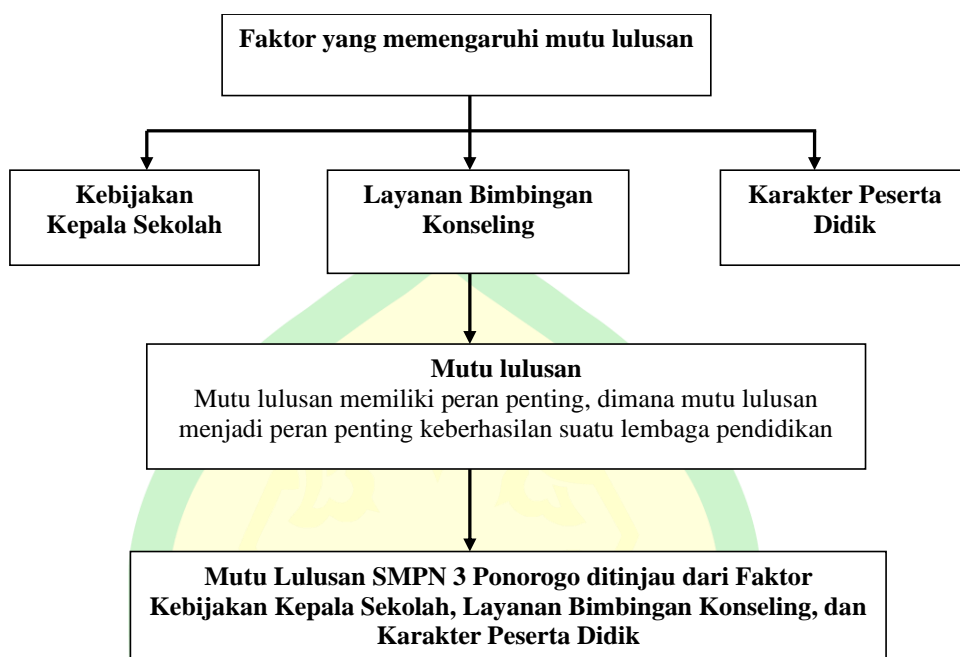 Faktor yang memengaruhi mutu lulusan
Kebijakan
Kepala Sekolah
Layanan Bimbingan
Konseling
Karakter Peserta
Didik
Mutu lulusan
Mutu lulusan memiliki peran penting, dimana mutu lulusan
menjadi peran penting keberhasilan suatu lembaga pendidikan
Mutu Lulusan SMPN 3 Ponorogo ditinjau dari Faktor
Kebijakan Kepala Sekolah, Layanan Bimbingan Konseling, dan
Karakter Peserta Didik